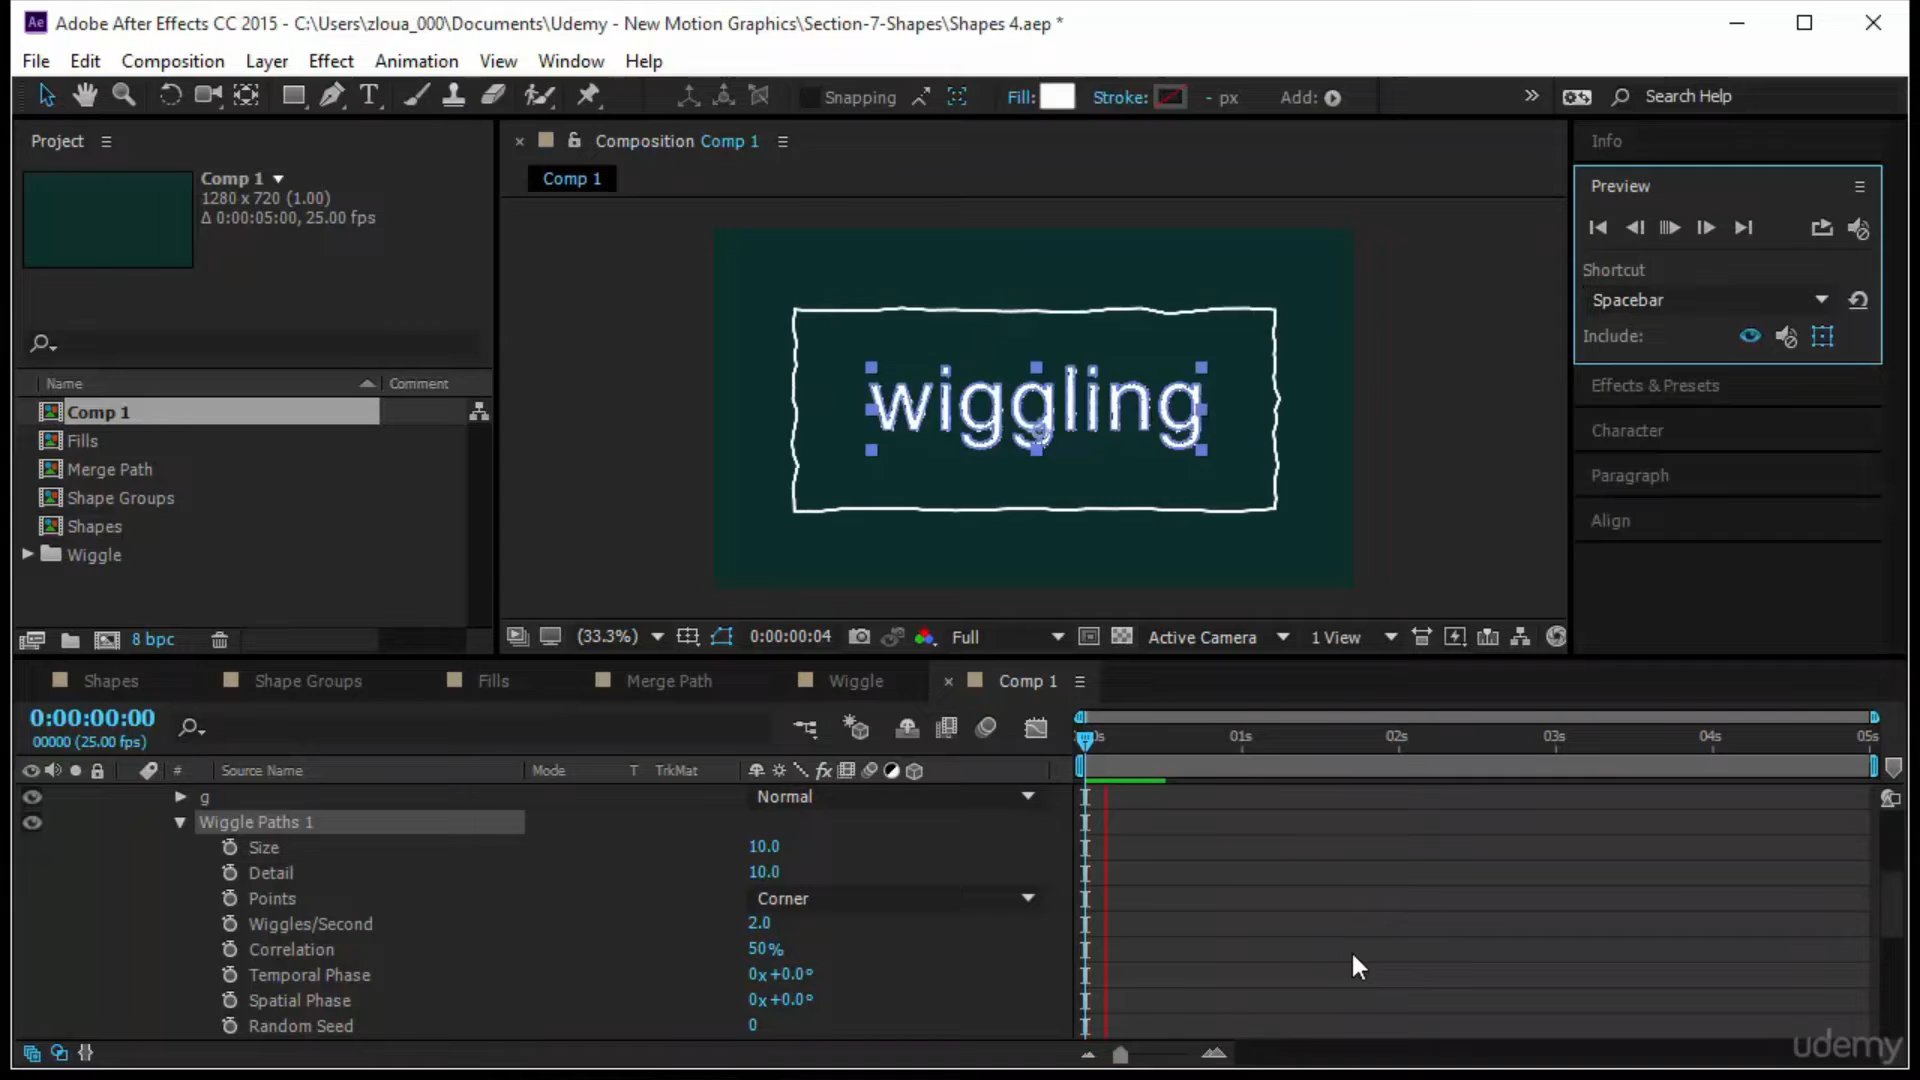 Ae Adobe After Effects CC 2015 - C:\Users\zloua_000\Documents\Udemy - New Motion Graphics\Section-7-Shapes\Shapes 4.aep *
File Edit Composition Layer Effect Animation View Window Help
Snapping Fill: Stroke: - px Add: Search Help
Project
Comp 1
1280 x 720 (1.00)
Δ 0:00:05:00, 25.00 fps
Name Comment
Comp 1
Fills
Merge Path
Shape Groups
Shapes
Wiggle
8 bpc
Composition Comp 1
Comp 1
wiggling
(33.3%) 0:00:00:04 Full Active Camera 1 View
Info
Preview
Shortcut
Spacebar
Include:
Effects & Presets
Character
Paragraph
Align
Shapes Shape Groups Fills Merge Path Wiggle Comp 1
0:00:00:00
00000 (25.00 fps)
0s 01s 02s 03s 04s 05s
# Source Name Mode T TrkMat fx
g Normal
Wiggle Paths 1
Size 10.0
Detail 10.0
Points Corner
Wiggles/Second 2.0
Correlation 50%
Temporal Phase 0x+0.0°
Spatial Phase 0x+0.0°
Random Seed 0
udemy